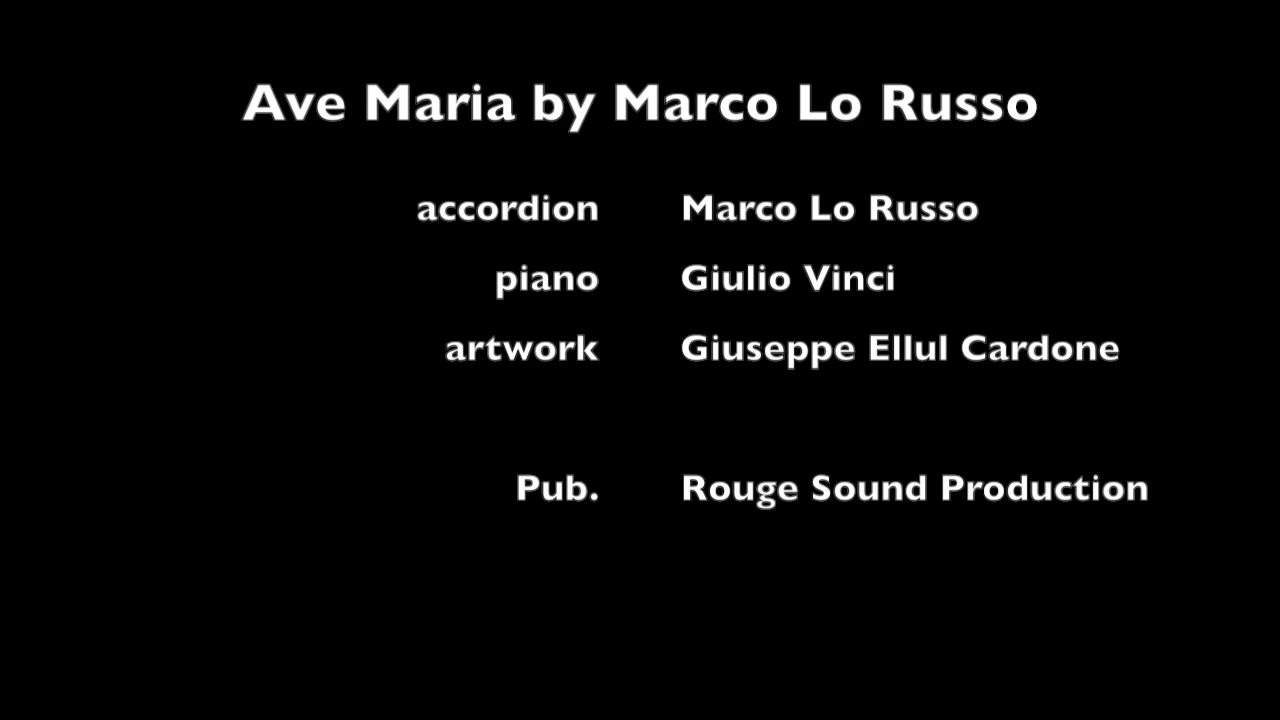 Ave Maria by Marco Lo Russo
accordion Marco Lo Russo
piano Giulio Vinci
artwork Giuseppe Ellul Cardone
Pub. Rouge Sound Production